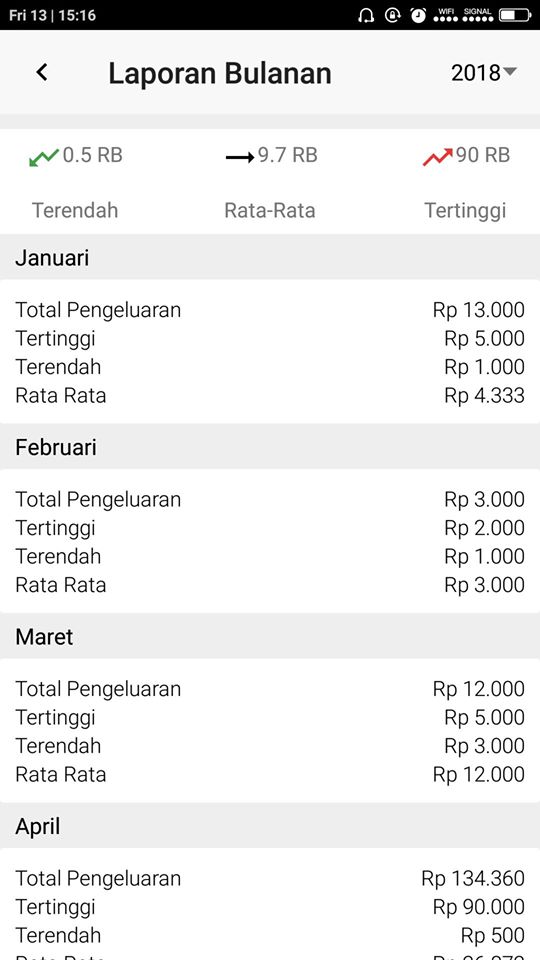 Fri 13 | 15:16
WIFI SIGNAL
Laporan Bulanan 2018
0.5 RB 9.7 RB 90 RB
Terendah Rata-Rata Tertinggi
Januari
Total Pengeluaran Rp 13.000
Tertinggi Rp 5.000
Terendah Rp 1.000
Rata Rata Rp 4.333
Februari
Total Pengeluaran Rp 3.000
Tertinggi Rp 2.000
Terendah Rp 1.000
Rata Rata Rp 3.000
Maret
Total Pengeluaran Rp 12.000
Tertinggi Rp 5.000
Terendah Rp 3.000
Rata Rata Rp 12.000
April
Total Pengeluaran Rp 134.360
Tertinggi Rp 90.000
Terendah Rp 500